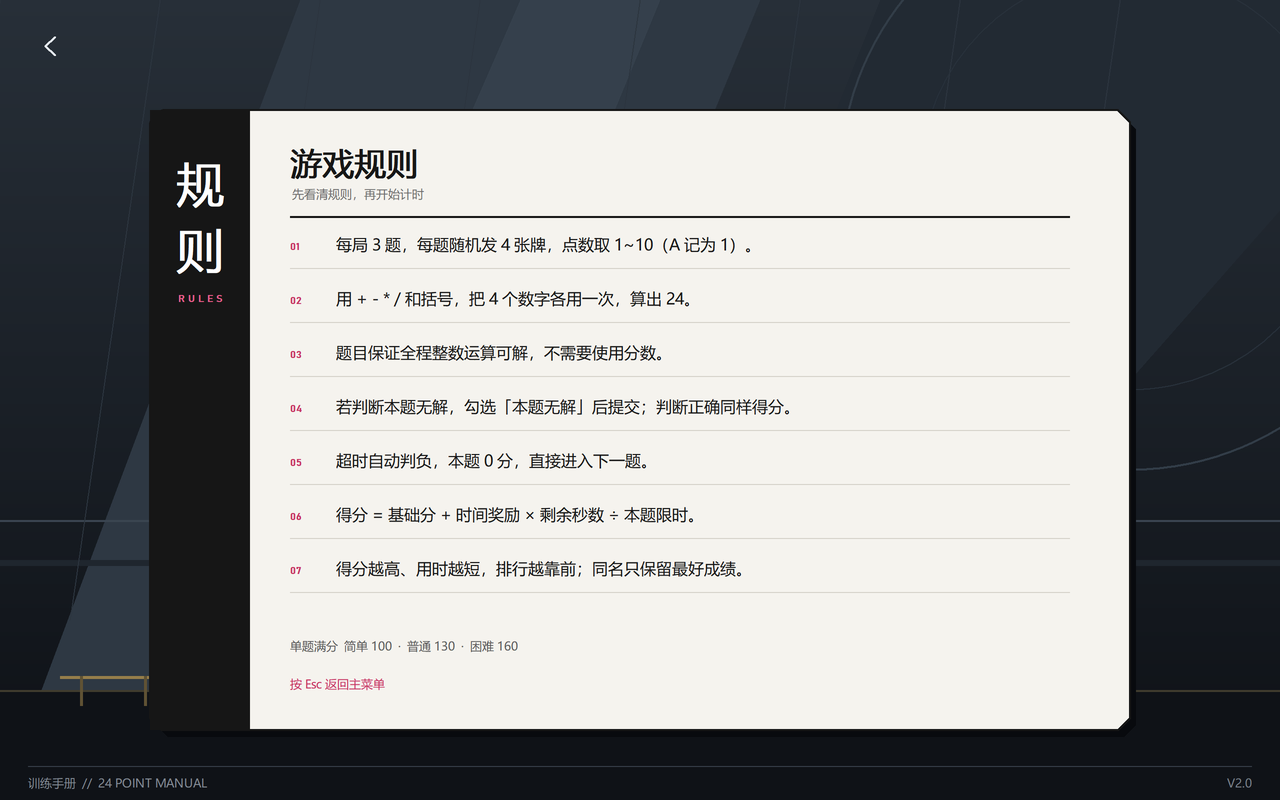 规
则
RULES
游戏规则
先看清规则，再开始计时
01 每局 3 题，每题随机发 4 张牌，点数取 1~10（A 记为 1）。
02 用 + - * / 和括号，把 4 个数字各用一次，算出 24。
03 题目保证全程整数运算可解，不需要使用分数。
04 若判断本题无解，勾选「本题无解」后提交；判断正确同样得分。
05 超时自动判负，本题 0 分，直接进入下一题。
06 得分 = 基础分 + 时间奖励 × 剩余秒数 ÷ 本题限时。
07 得分越高、用时越短，排行越靠前；同名只保留最好成绩。
单题满分 简单 100 · 普通 130 · 困难 160
按 Esc 返回主菜单
训练手册 // 24 POINT MANUAL
V2.0